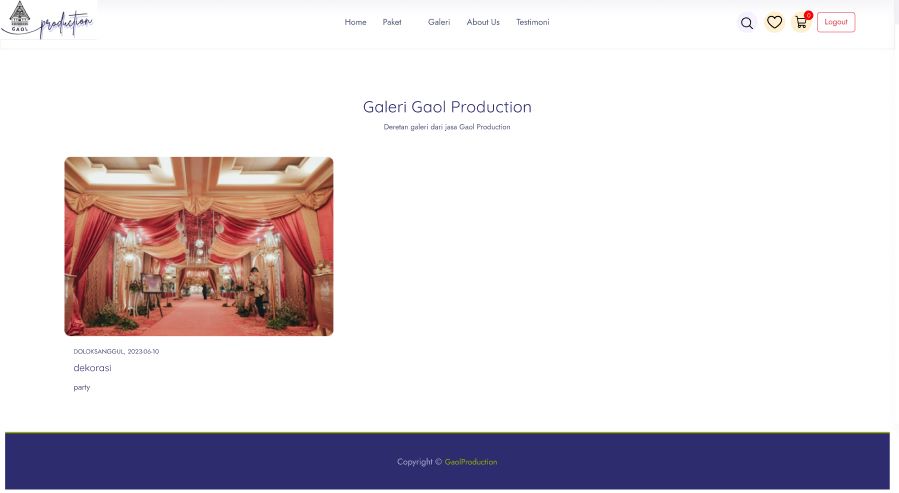 GAOL
production
Home Paket Galeri About Us Testimoni
0
Logout
Galeri Gaol Production
Deretan galeri dari jasa Gaol Production
DOLOKSANGGUL, 2023-06-10
dekorasi
party
Copyright © GaolProduction